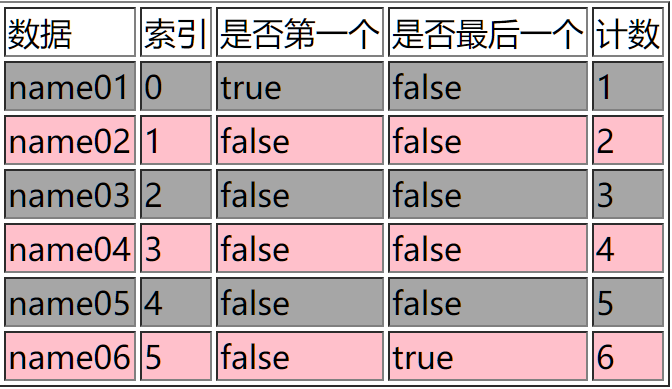 数据 索引 是否第一个 是否最后一个 计数
name01 0 true false 1
name02 1 false false 2
name03 2 false false 3
name04 3 false false 4
name05 4 false false 5
name06 5 false true 6